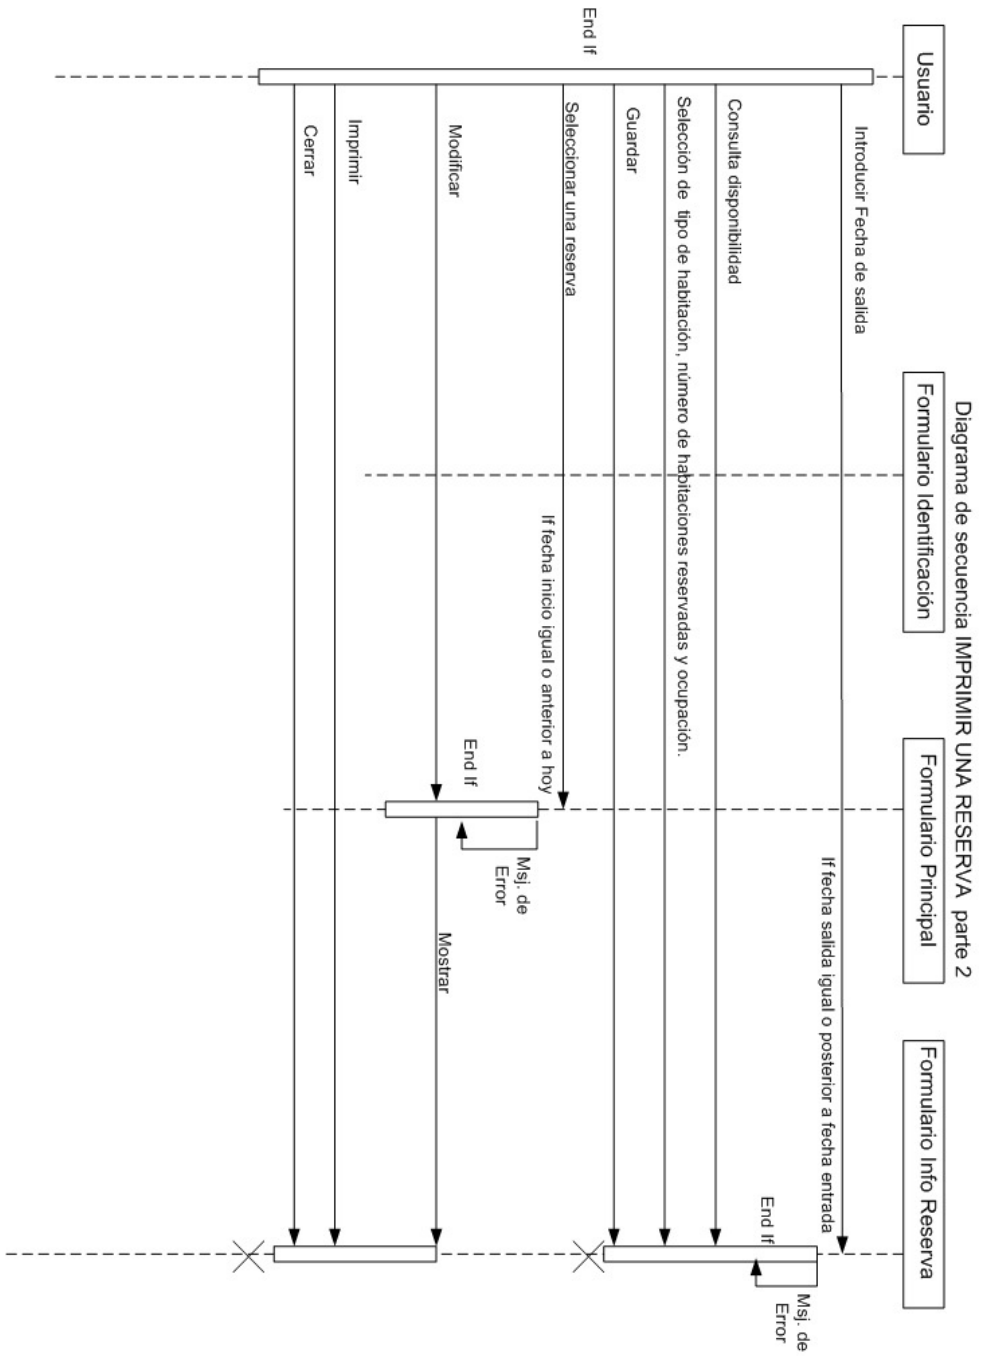 Diagrama de secuencia IMPRIMIR UNA RESERVA parte 2
Usuario
Formulario Identificación
Formulario Principal
Formulario Info Reserva
Introducir Fecha de salida
If fecha salida igual o posterior a fecha entrada
Msj. de
Error
End If
Consulta disponibilidad
Selección de tipo de habitación, número de habitaciones reservadas y ocupación.
Guardar
End If
Seleccionar una reserva
If fecha inicio igual o anterior a hoy
Msj. de
Error
End If
Modificar
Mostrar
Imprimir
Cerrar